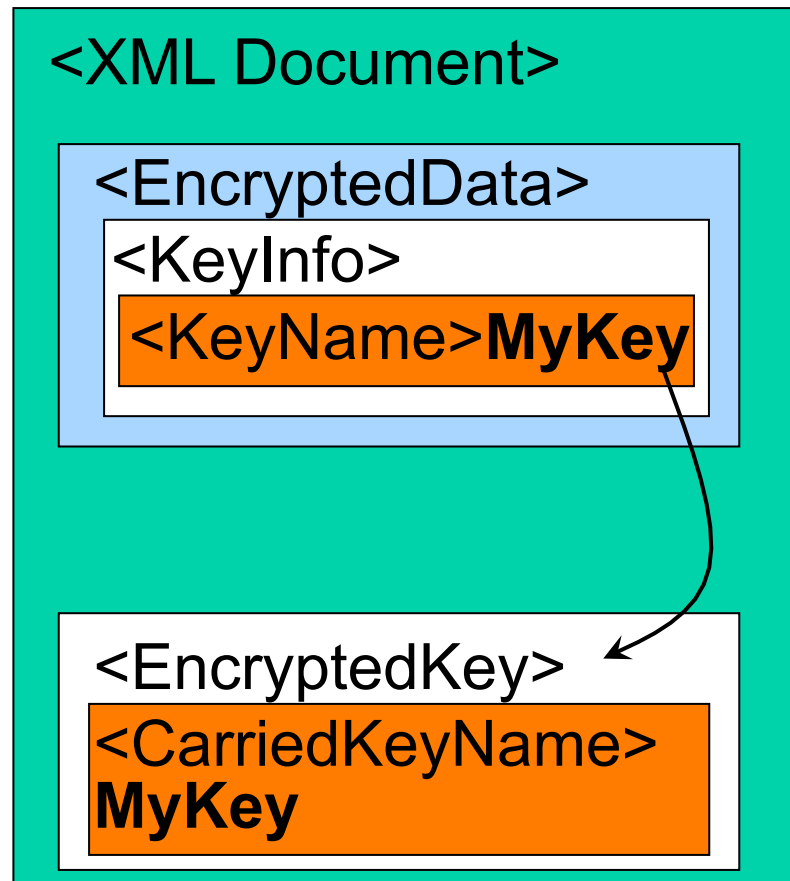 <XML Document>
<EncryptedData>
<KeyInfo>
<KeyName>MyKey
<EncryptedKey>
<CarriedKeyName>
MyKey